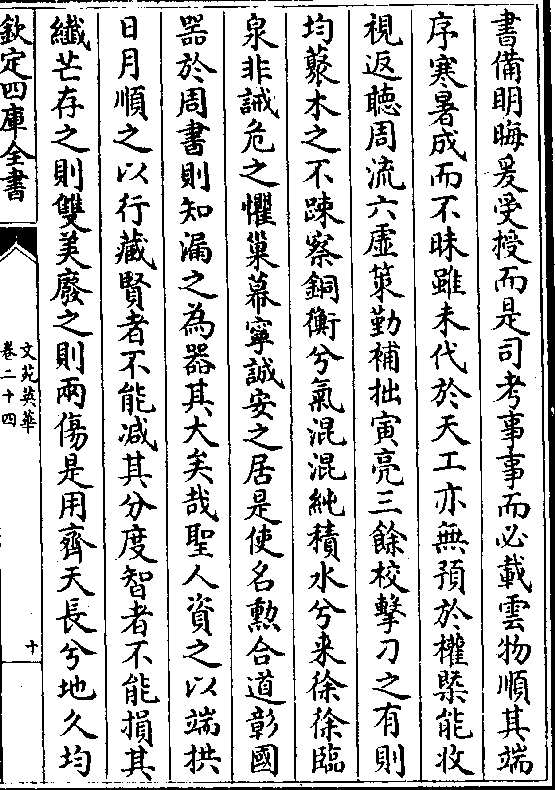 書備明晦爰受授而是司考事事而必載雲物順其端
序寒暑成而不昧雖未代於天工亦無預於權槩能收
視返聽周流六虛策勤補拙寅亮三餘校擊刁之有則
均聚木之不踈察銅衡兮氣混混純積水兮来徐徐臨
泉非誡危之懼巢幕寧誠安之居是使名勲合道彰國
器於周書則知漏之為器其大矣哉聖人資之以端拱
日月順之以行藏賢者不能減其分度智者不能損其
纎芒存之則雙美廢之則兩傷是用齊天長兮地久均
欽定四庫全書
文苑英華
卷二十四
十